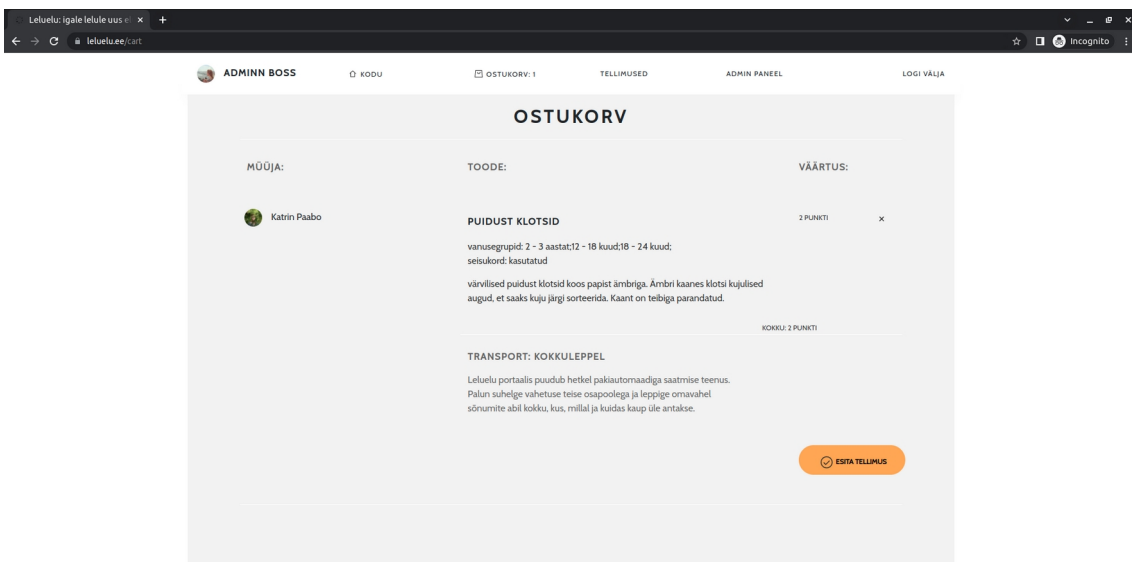 Leluelu: igale lelule uus el
leluelu.ee/cart
Incognito
ADMINN BOSS
KODU
OSTUKORV: 1
TELLIMUSED
ADMIN PANEEL
LOGI VÄLJA
OSTUKORV
MÜÜJA:
TOODE:
VÄÄRTUS:
Katrin Paabo
PUIDUST KLOTSID
2 PUNKTI
vanusegrupid: 2 - 3 aastat;12 - 18 kuud;18 - 24 kuud;
seisukord: kasutatud
värvilised puidust klotsid koos papist ämbriga. Ämbri kaanes klotsi kujulised
augud, et saaks kuju järgi sorteerida. Kaant on teibiga parandatud.
KOKKU: 2 PUNKTI
TRANSPORT: KOKKULEPPEL
Leluelu portaalis puudub hetkel pakiautomaadiga saatmise teenus.
Palun suhelge vahetuse teise osapoolega ja leppige omavahel
sõnumite abil kokku, kus, millal ja kuidas kaup üle antakse.
ESITA TELLIMUS